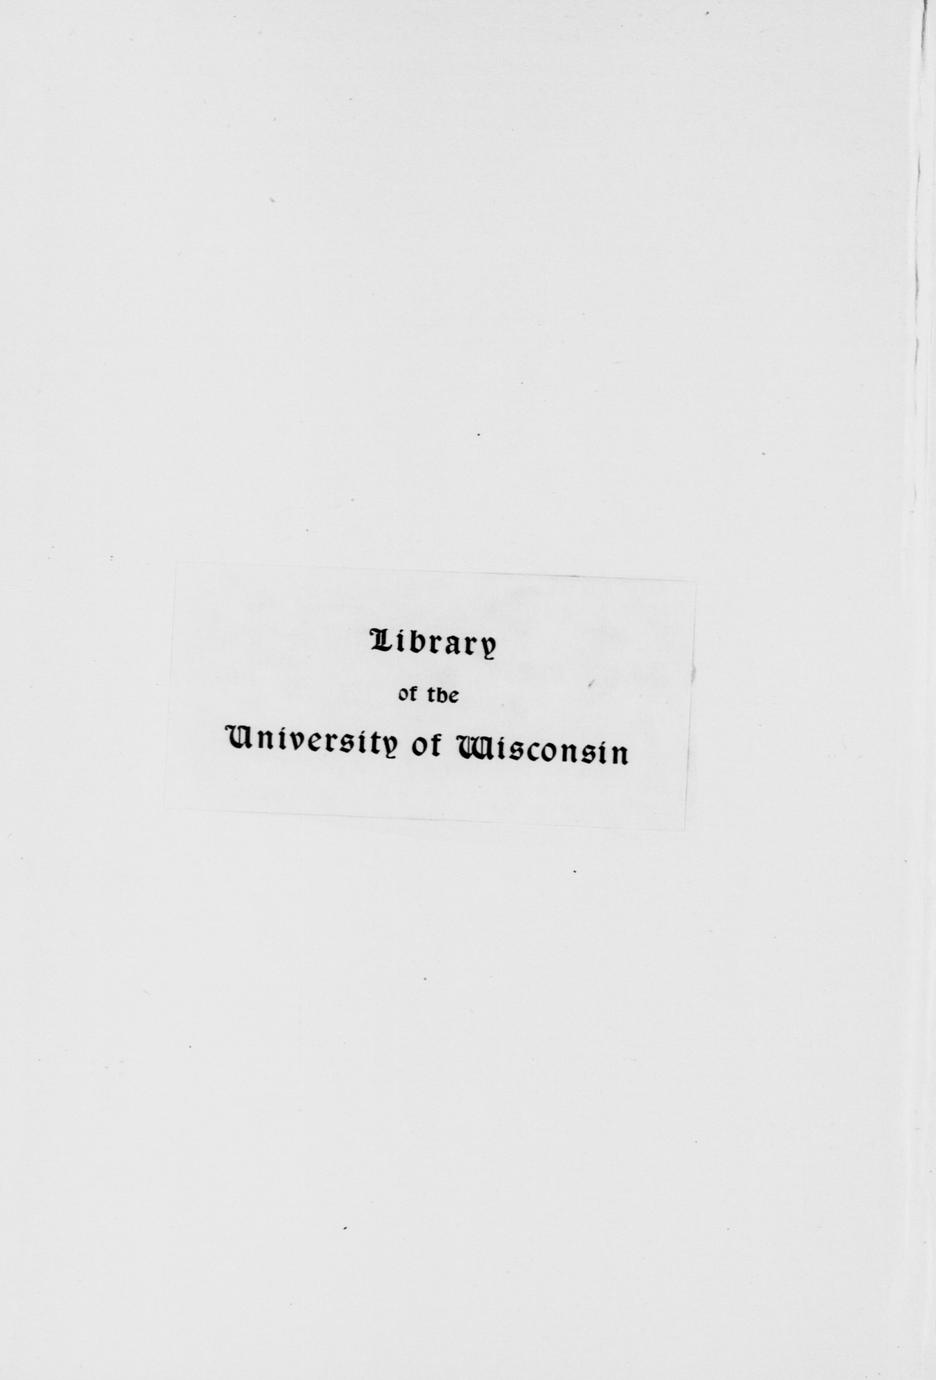 Library
of the
University of Wisconsin